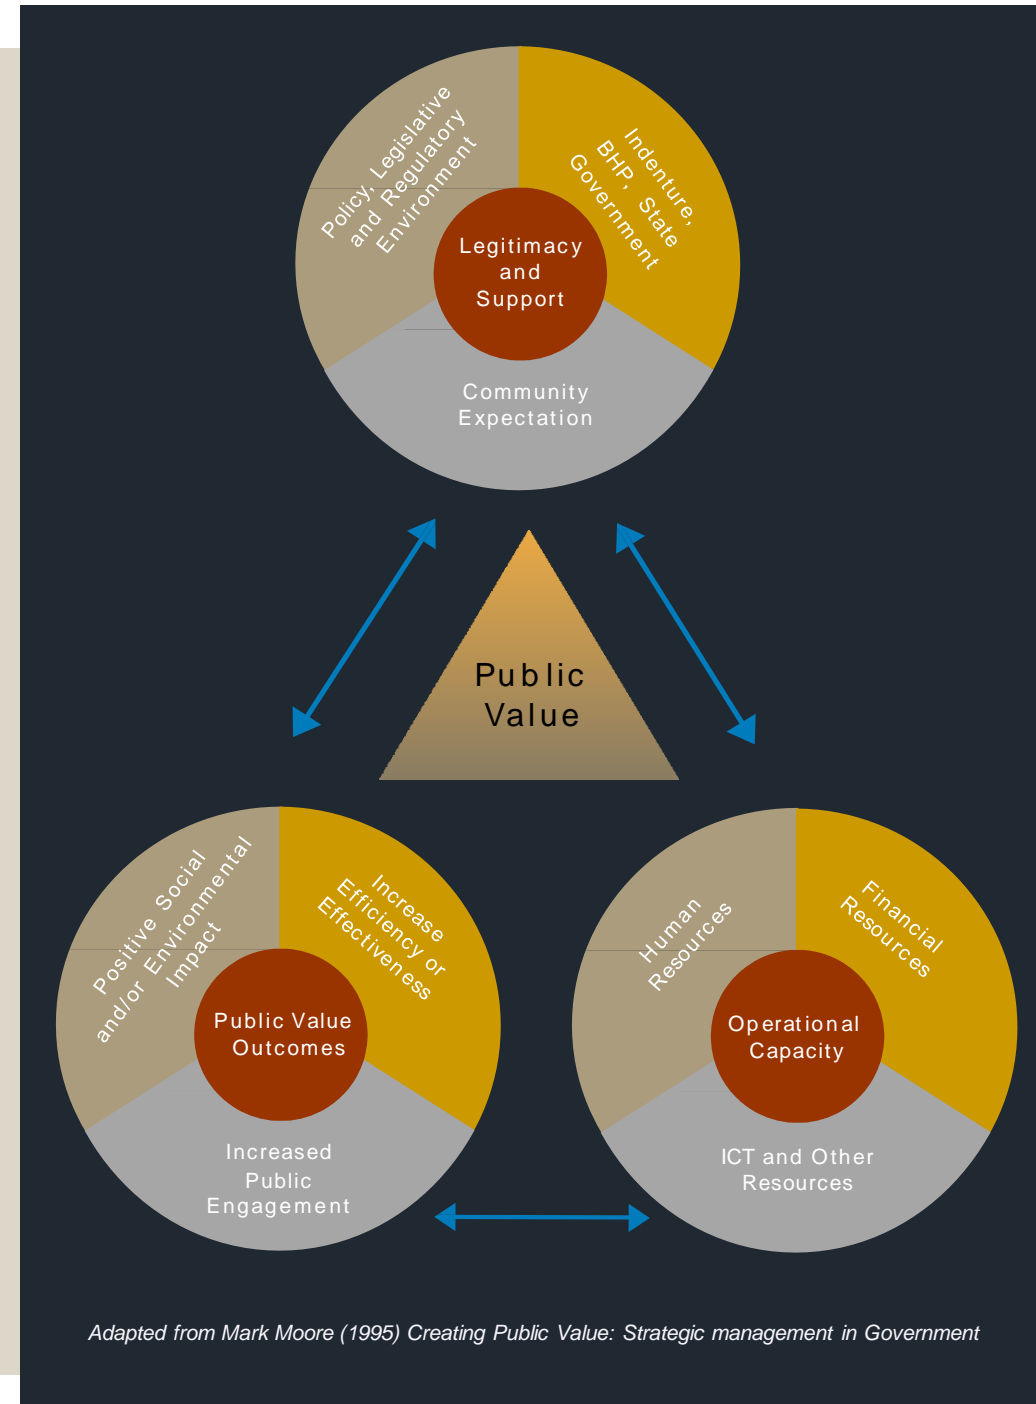 Policy, Legislative
and Regulatory
Environment
Indenture,
BHP, State
Government
Legitimacy
and
Support
Community
Expectation
Public
Value
Positive Social
and/or Environmental
Impact
Increase
Efficiency or
Effectiveness
Public Value
Outcomes
Increased
Public
Engagement
Human
Resources
Financial
Resources
Operational
Capacity
ICT and Other
Resources
Adapted from Mark Moore (1995) Creating Public Value: Strategic management in Government